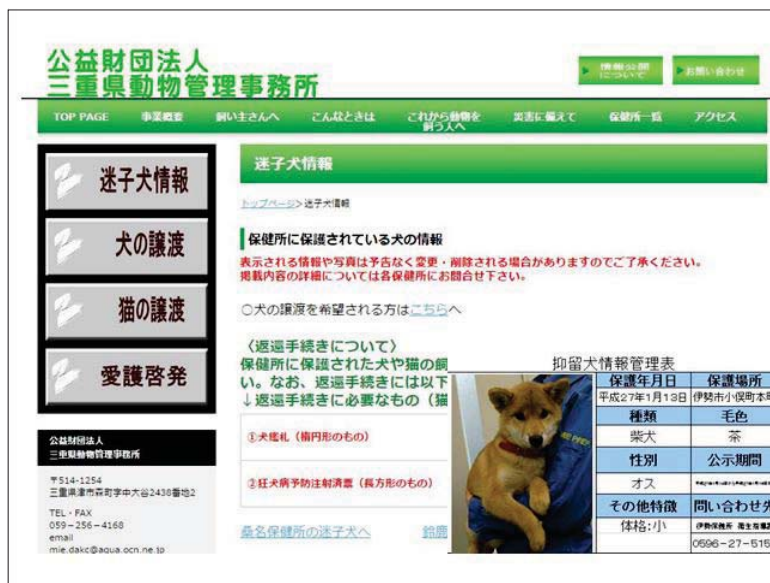 公益財団法人
三重県動物管理事務所
情報公開
について
お問い合わせ
TOP PAGE 事業概要 飼い主さんへ こんなときは これから動物を
飼う人へ 災害に備えて 保健所一覧 アクセス
迷子犬情報
犬の譲渡
猫の譲渡
愛護啓発
公益財団法人
三重県動物管理事務所
〒514-1254
三重県津市森町字中大谷2438番地2
TEL・FAX
059-256-4168
email
mie.dakc@aqua.ocn.ne.jp
迷子犬情報
トップページ>迷子犬情報
保健所に保護されている犬の情報
表示される情報や写真は予告なく変更・削除される場合がありますのでご了承ください。
掲載内容の詳細については各保健所にお問合せ下さい。
○犬の譲渡を希望される方はこちらへ
〈返還手続きについて〉
保健所に保護された犬や猫の飼
い。なお、返還手続きには以下
↓返還手続きに必要なもの（猫
①犬鑑札（楕円形のもの）
②狂犬病予防注射済票（長方形のもの）
桑名保健所の迷子犬へ 鈴鹿
抑留犬情報管理表
保護年月日 保護場所
平成27年1月13日 伊勢市小俣町本町
種類 毛色
柴犬 茶
性別 公示期間
オス
その他特徴 問い合わせ先
体格:小
0596-27-515